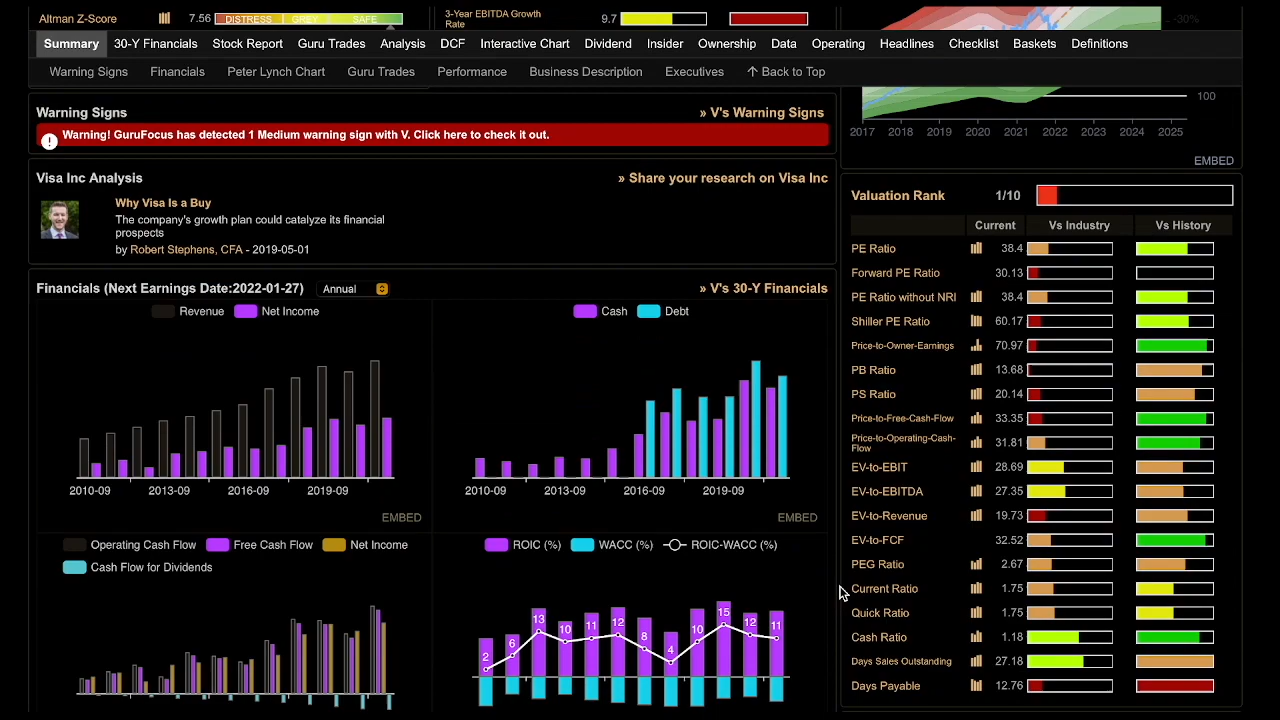 Altman Z-Score 7.56 DISTRESS GREY SAFE
3-Year EBITDA Growth
Rate 9.7
-30%
Summary 30-Y Financials Stock Report Guru Trades Analysis DCF Interactive Chart Dividend Insider Ownership Data Operating Headlines Checklist Baskets Definitions
Warning Signs Financials Peter Lynch Chart Guru Trades Performance Business Description Executives ↑ Back to Top
Warning Signs » V's Warning Signs
Warning! GuruFocus has detected 1 Medium warning sign with V. Click here to check it out.
Visa Inc Analysis » Share your research on Visa Inc
Why Visa Is a Buy
The company's growth plan could catalyze its financial
prospects
by Robert Stephens, CFA - 2019-05-01
Financials (Next Earnings Date:2022-01-27) Annual » V's 30-Y Financials
Revenue Net Income
2010-09 2013-09 2016-09 2019-09
EMBED
Cash Debt
2010-09 2013-09 2016-09 2019-09
EMBED
Operating Cash Flow Free Cash Flow Net Income
Cash Flow for Dividends
ROIC (%) WACC (%) ROIC-WACC (%)
2 6 13 10 11 12 8 4 10 15 12 11
100
2017 2018 2019 2020 2021 2022 2023 2024 2025
EMBED
Valuation Rank 1/10
Current Vs Industry Vs History
PE Ratio 38.4
Forward PE Ratio 30.13
PE Ratio without NRI 38.4
Shiller PE Ratio 60.17
Price-to-Owner-Earnings 70.97
PB Ratio 13.68
PS Ratio 20.14
Price-to-Free-Cash-Flow 33.35
Price-to-Operating-Cash-
Flow 31.81
EV-to-EBIT 28.69
EV-to-EBITDA 27.35
EV-to-Revenue 19.73
EV-to-FCF 32.52
PEG Ratio 2.67
Current Ratio 1.75
Quick Ratio 1.75
Cash Ratio 1.18
Days Sales Outstanding 27.18
Days Payable 12.76